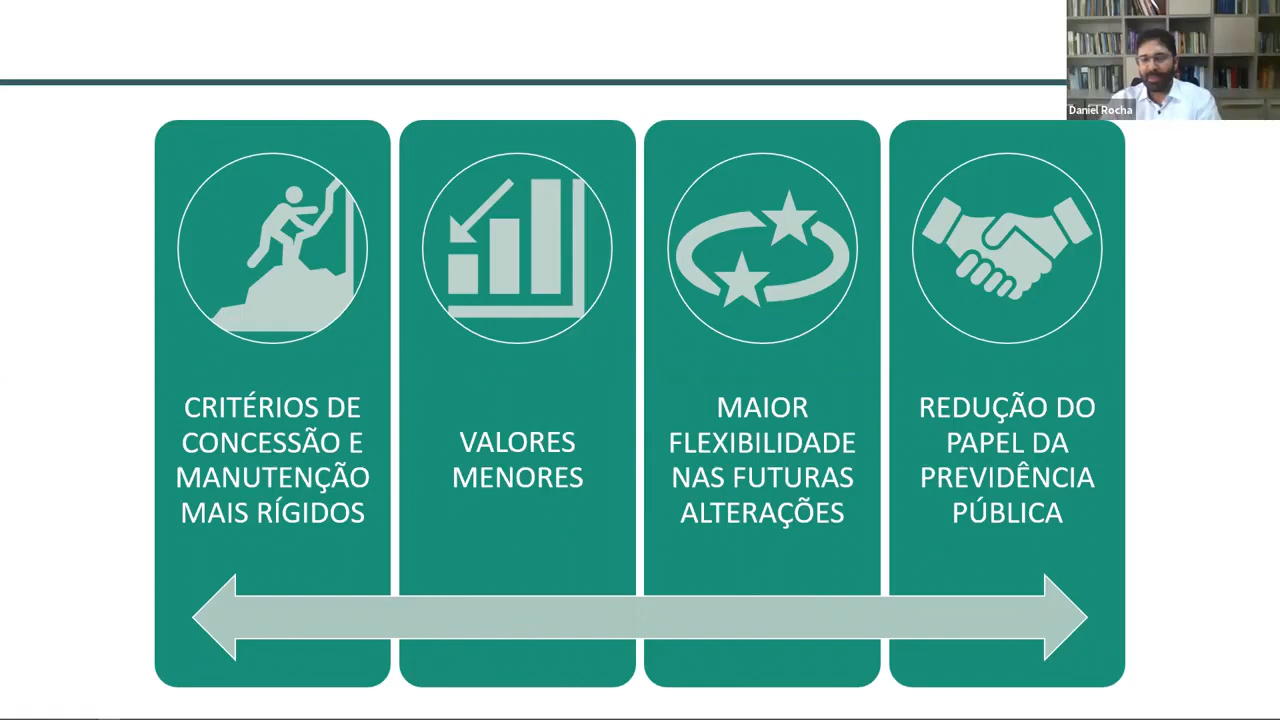 Daniel Rocha
CRITÉRIOS DE
CONCESSÃO E
MANUTENÇÃO
MAIS RÍGIDOS
VALORES
MENORES
MAIOR
FLEXIBILIDADE
NAS FUTURAS
ALTERAÇÕES
REDUÇÃO DO
PAPEL DA
PREVIDÊNCIA
PÚBLICA